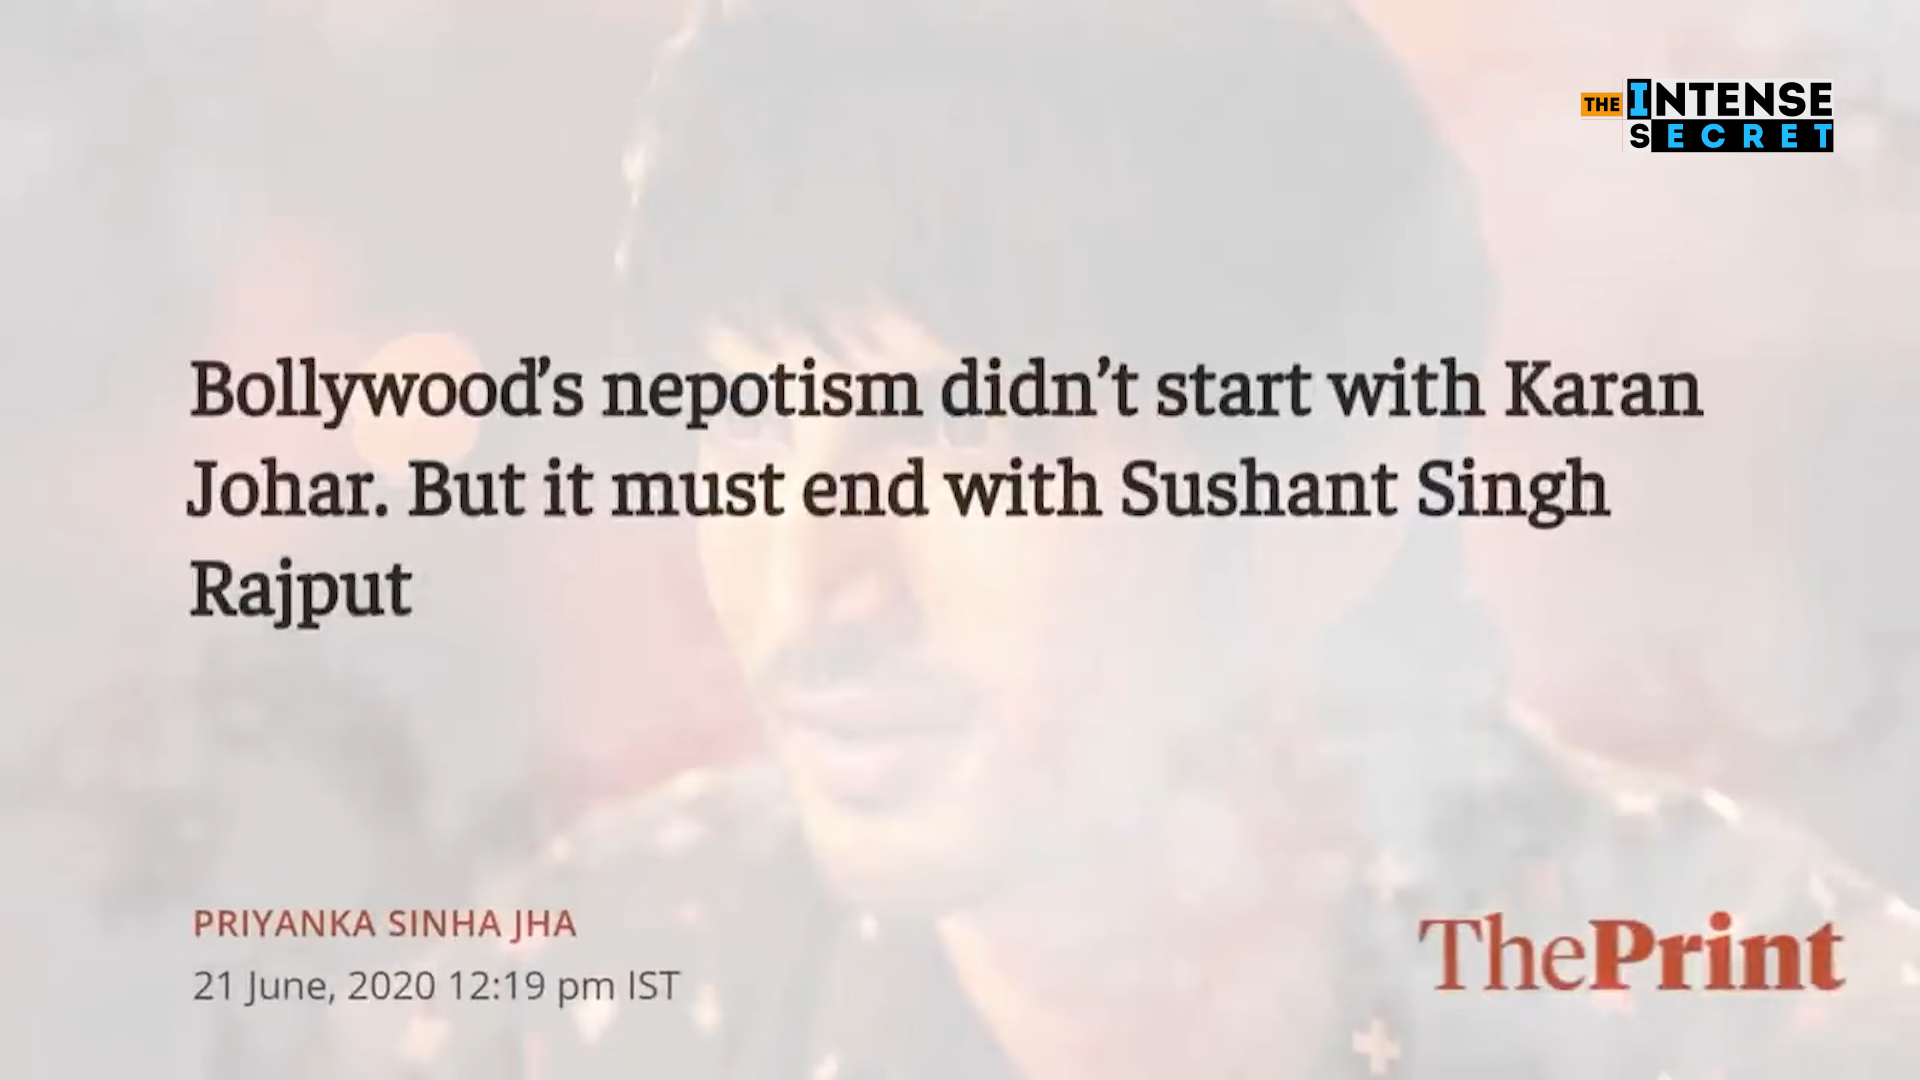 THE INTENSE
SECRET
Bollywood’s nepotism didn’t start with Karan
Johar. But it must end with Sushant Singh
Rajput
PRIYANKA SINHA JHA
21 June, 2020 12:19 pm IST
ThePrint